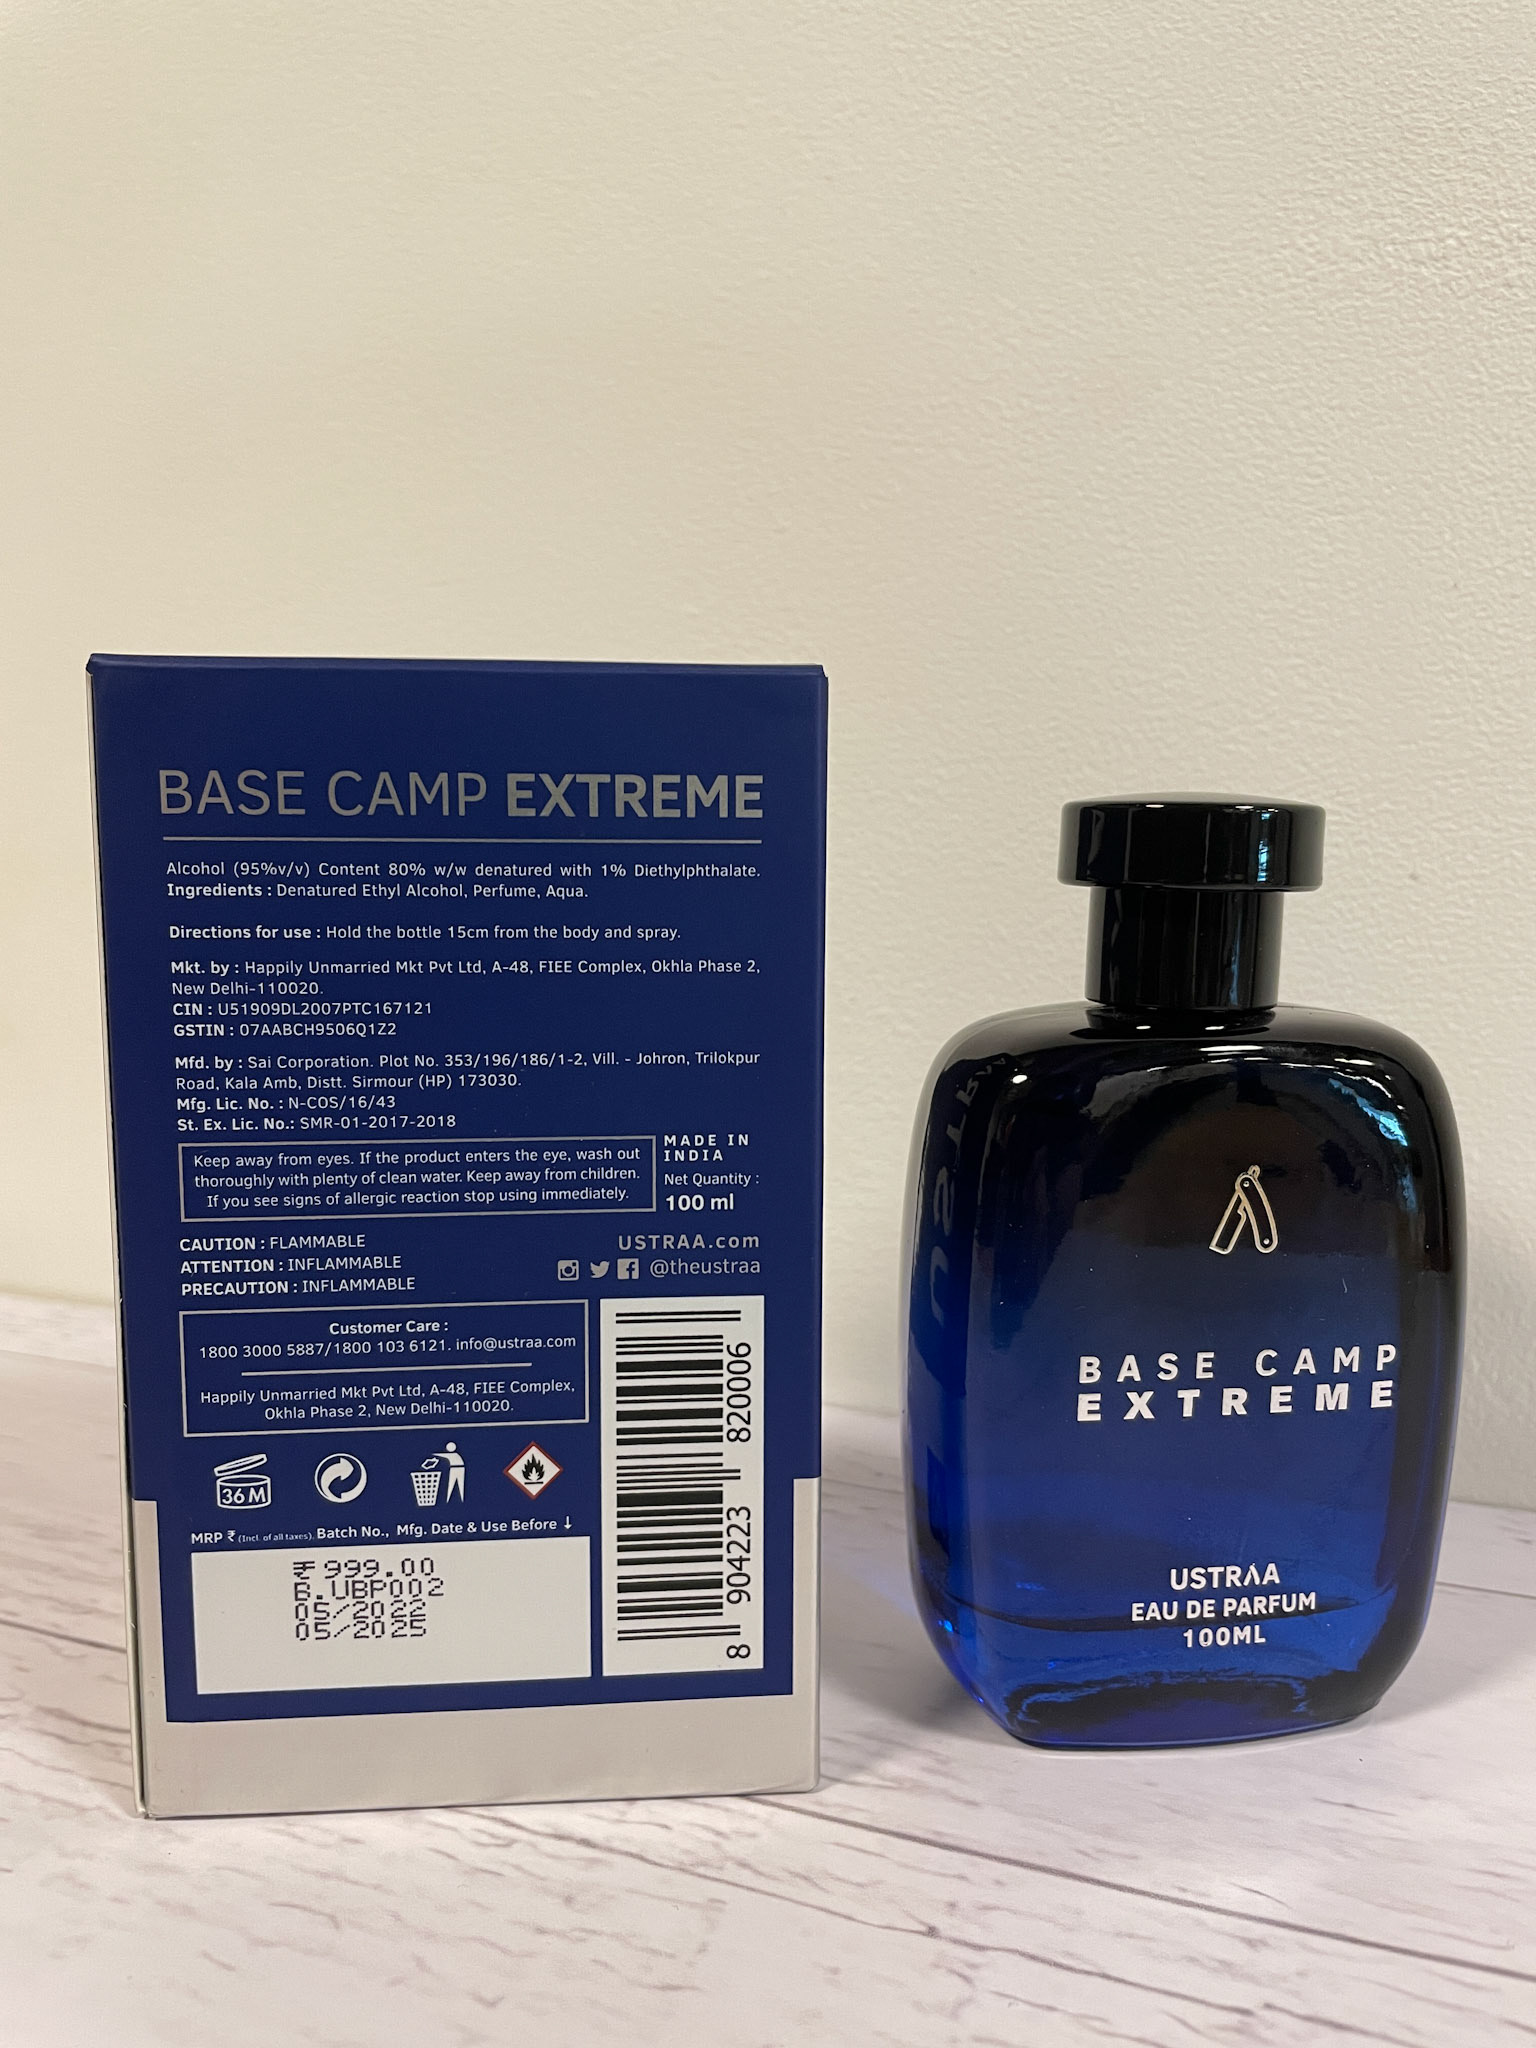 BASE CAMP EXTREME
Alcohol (95%v/v) Content 80% w/w denatured with 1% Diethylphthalate.
Ingredients : Denatured Ethyl Alcohol, Perfume, Aqua.
Directions for use : Hold the bottle 15cm from the body and spray.
Mkt. by : Happily Unmarried Mkt Pvt Ltd, A-48, FIEE Complex, Okhla Phase 2,
New Delhi-110020.
CIN : U51909DL2007PTC167121
GSTIN : 07AABCH9506Q1Z2
Mfd. by : Sai Corporation. Plot No. 353/196/186/1-2, Vill. - Johron, Trilokpur
Road, Kala Amb, Distt. Sirmour (HP) 173030.
Mfg. Lic. No. : N-COS/16/43
St. Ex. Lic. No.: SMR-01-2017-2018
Keep away from eyes. If the product enters the eye, wash out
thoroughly with plenty of clean water. Keep away from children.
If you see signs of allergic reaction stop using immediately.
MADE IN
INDIA
Net Quantity :
100 ml
CAUTION : FLAMMABLE
ATTENTION : INFLAMMABLE
PRECAUTION : INFLAMMABLE
USTRAA.com
@theustraa
Customer Care :
1800 3000 5887/1800 103 6121. info@ustraa.com
Happily Unmarried Mkt Pvt Ltd, A-48, FIEE Complex,
Okhla Phase 2, New Delhi-110020.
36 M
MRP ₹ (Incl. of all taxes), Batch No., Mfg. Date & Use Before ↓
₹ 999.00
B.UBP002
05/2022
05/2025
8 904223 820006
BASE CAMP
EXTREME
USTRAA
EAU DE PARFUM
100ML